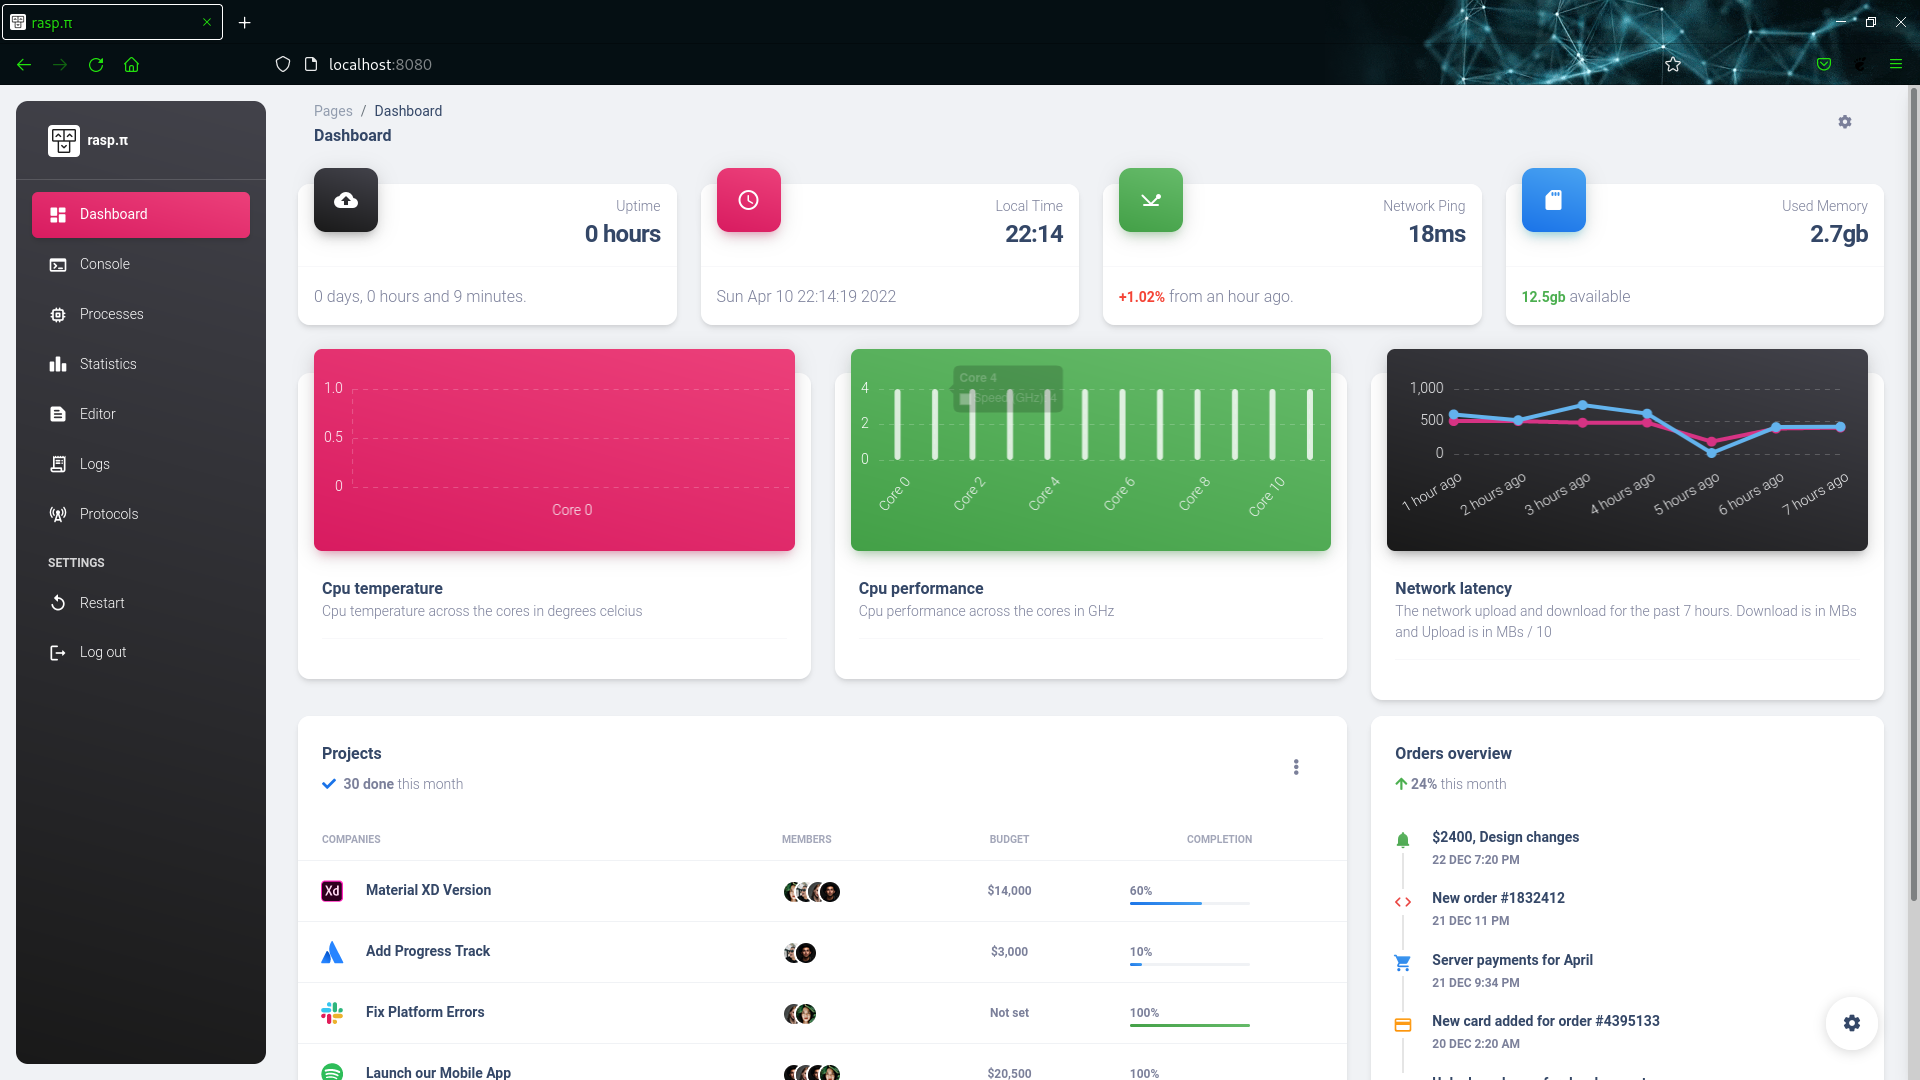 rasp.π
localhost:8080
rasp.π
Dashboard
Console
Processes
Statistics
Editor
Logs
Protocols
SETTINGS
Restart
Log out
Pages / Dashboard
Dashboard
Uptime
0 hours
0 days, 0 hours and 9 minutes.
Local Time
22:14
Sun Apr 10 22:14:19 2022
Network Ping
18ms
+1.02% from an hour ago.
Used Memory
2.7gb
12.5gb available
1.0
0.5
0
Core 0
Cpu temperature
Cpu temperature across the cores in degrees celcius
4
2
0
Core 4
Speed (GHz): 4
Core 0
Core 2
Core 4
Core 6
Core 8
Core 10
Cpu performance
Cpu performance across the cores in GHz
1,000
500
0
1 hour ago
2 hours ago
3 hours ago
4 hours ago
5 hours ago
6 hours ago
7 hours ago
Network latency
The network upload and download for the past 7 hours. Download is in MBs
and Upload is in MBs / 10
Projects
30 done this month
COMPANIES MEMBERS BUDGET COMPLETION
Xd Material XD Version $14,000 60%
Add Progress Track $3,000 10%
Fix Platform Errors Not set 100%
Launch our Mobile App $20,500 100%
Orders overview
24% this month
$2400, Design changes
22 DEC 7:20 PM
New order #1832412
21 DEC 11 PM
Server payments for April
21 DEC 9:34 PM
New card added for order #4395133
20 DEC 2:20 AM